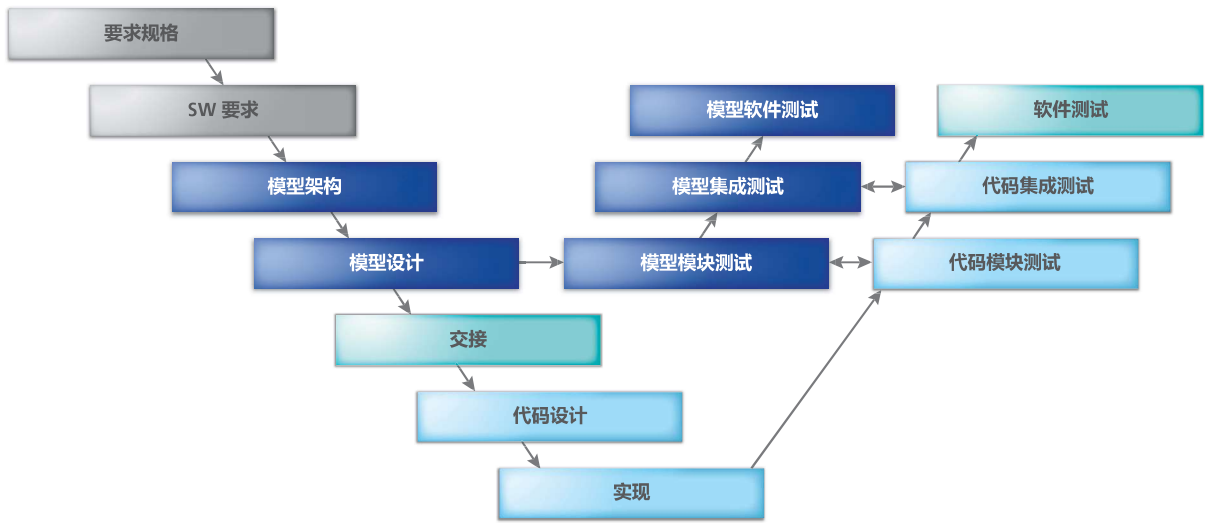 要求规格
SW 要求
模型软件测试
软件测试
模型架构
模型集成测试
代码集成测试
模型设计
模型模块测试
代码模块测试
交接
代码设计
实现